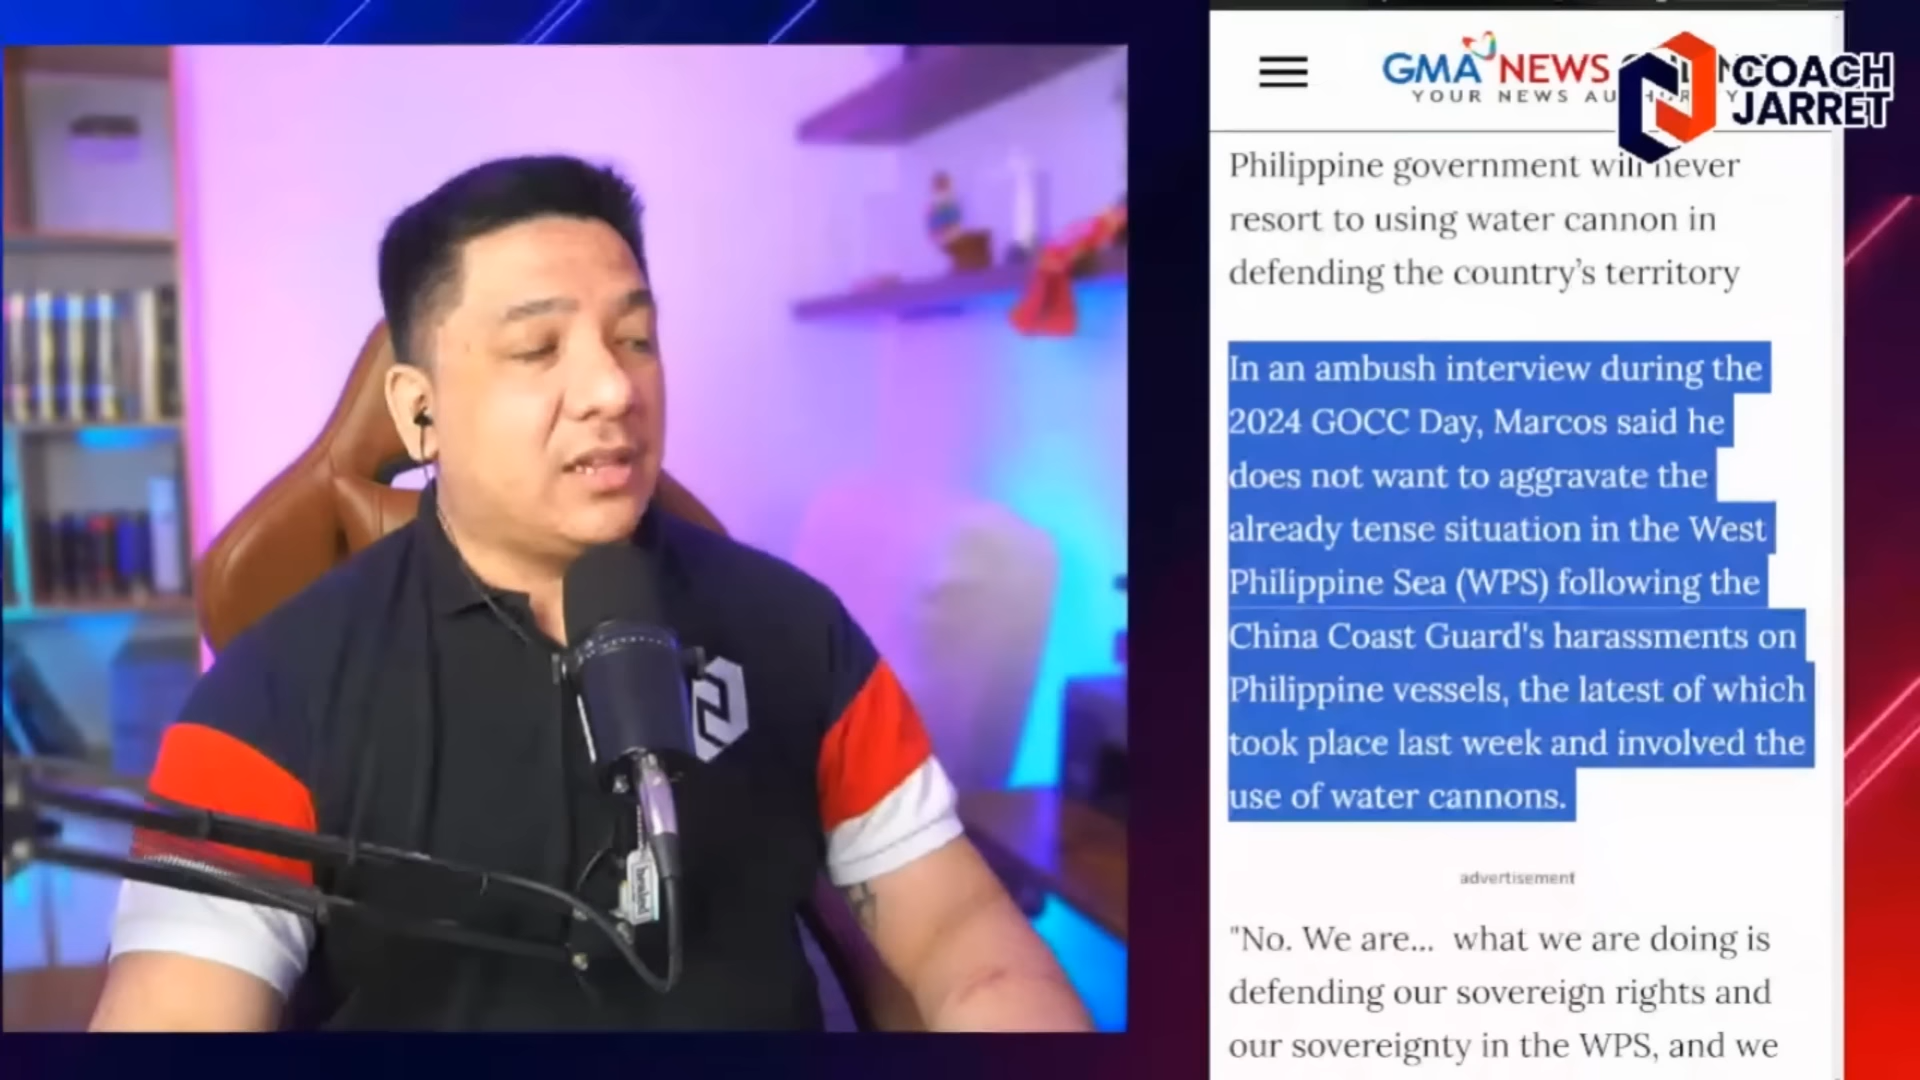 GMA NEWS
YOUR NEWS AUTHORITY
COACH
JARRET
Philippine government will never
resort to using water cannon in
defending the country's territory
In an ambush interview during the
2024 GOCC Day, Marcos said he
does not want to aggravate the
already tense situation in the West
Philippine Sea (WPS) following the
China Coast Guard's harassments on
Philippine vessels, the latest of which
took place last week and involved the
use of water cannons.
advertisement
"No. We are... what we are doing is
defending our sovereign rights and
our sovereignty in the WPS, and we